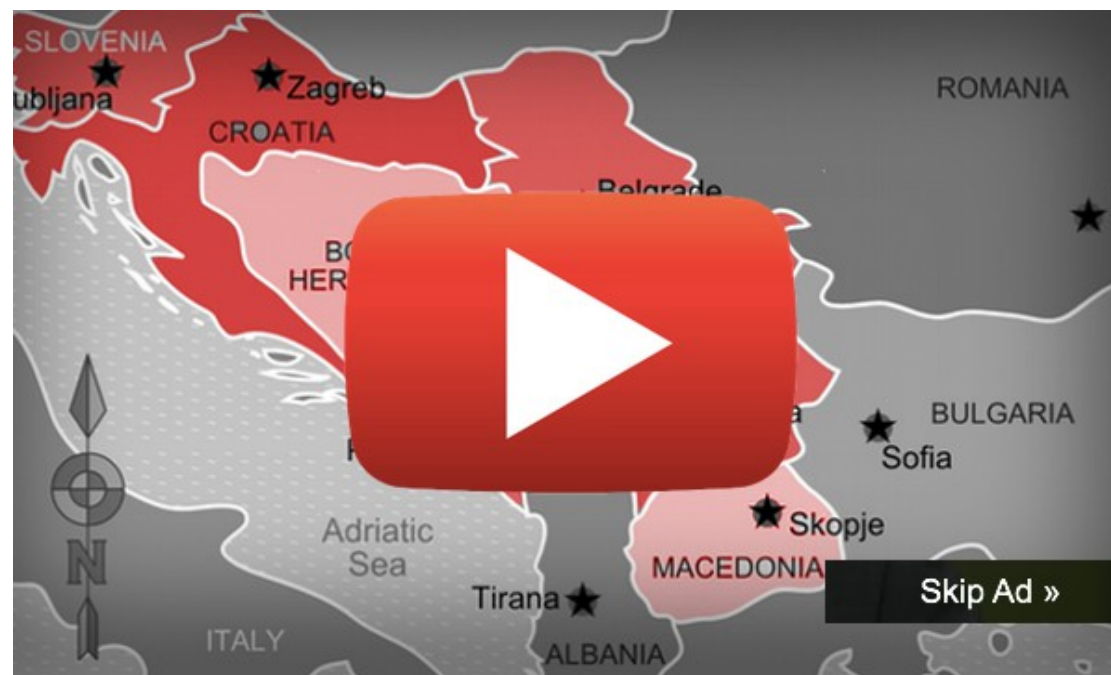 SLOVENIA
ubljana
Zagreb
CROATIA
ROMANIA
Belgrade
BO
HER
BULGARIA
a
Sofia
Adriatic
Sea
Skopje
MACEDONIA
Tirana
Skip Ad »
ITALY
ALBANIA
N